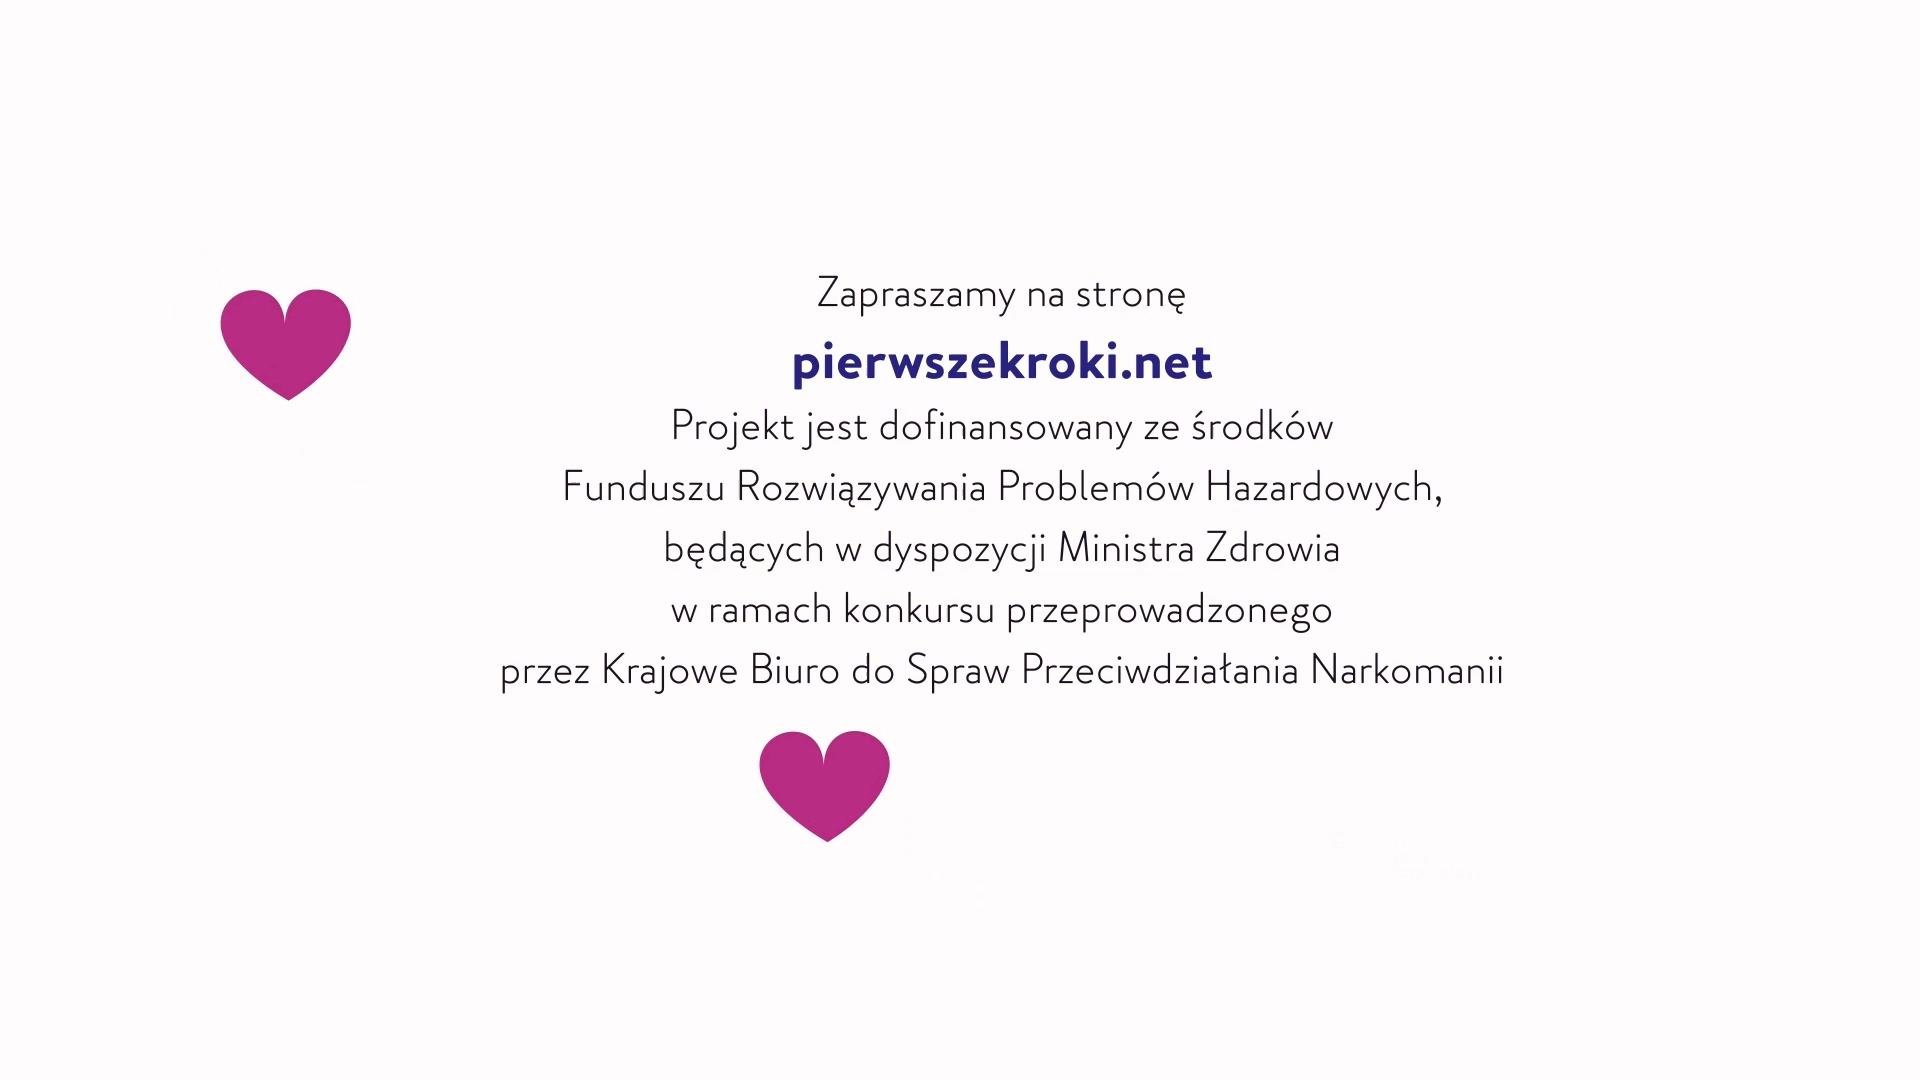 Zapraszamy na stronę
pierwszekroki.net
Projekt jest dofinansowany ze środków
Funduszu Rozwiązywania Problemów Hazardowych,
będących w dyspozycji Ministra Zdrowia
w ramach konkursu przeprowadzonego
przez Krajowe Biuro do Spraw Przeciwdziałania Narkomanii